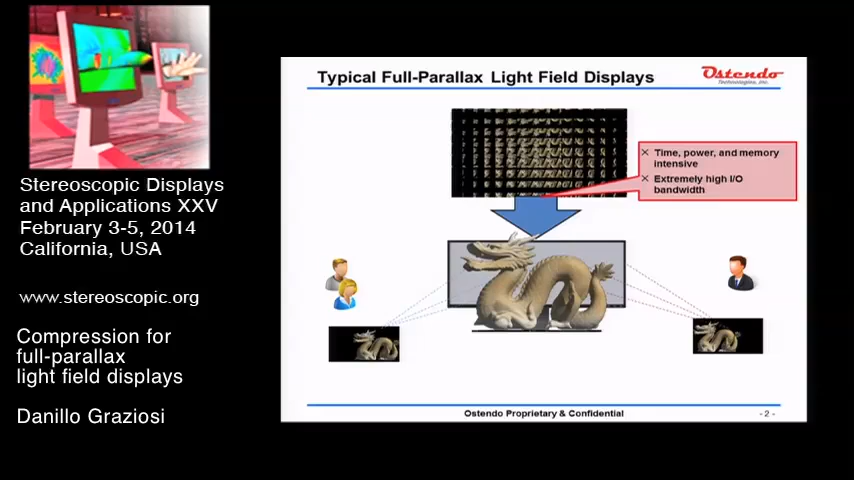 Stereoscopic Displays
and Applications XXV
February 3-5, 2014
California, USA
www.stereoscopic.org
Compression for
full-parallax
light field displays
Danillo Graziosi
Typical Full-Parallax Light Field Displays
Ostendo
Technologies, Inc.
× Time, power, and memory
intensive
× Extremely high I/O
bandwidth
Ostendo Proprietary & Confidential
- 2 -